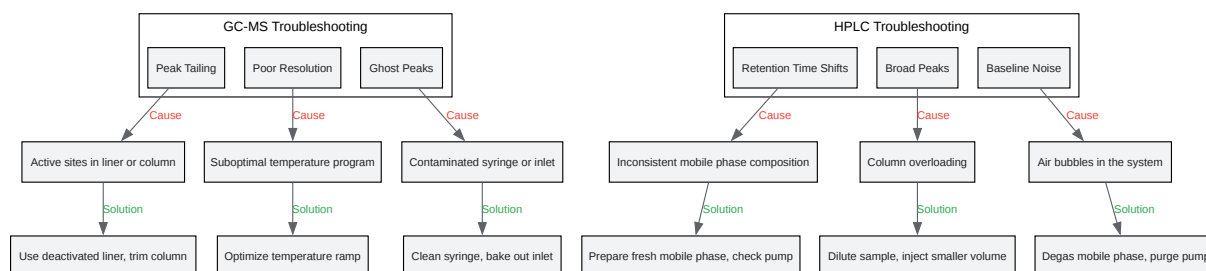 GC-MS Troubleshooting
HPLC Troubleshooting
Peak Tailing
Poor Resolution
Ghost Peaks
Retention Time Shifts
Broad Peaks
Baseline Noise
Cause
Cause
Cause
Cause
Cause
Cause
Active sites in liner or column
Suboptimal temperature program
Contaminated syringe or inlet
Inconsistent mobile phase composition
Column overloading
Air bubbles in the system
Solution
Solution
Solution
Solution
Solution
Solution
Use deactivated liner, trim column
Optimize temperature ramp
Clean syringe, bake out inlet
Prepare fresh mobile phase, check pump
Dilute sample, inject smaller volume
Degas mobile phase, purge pump